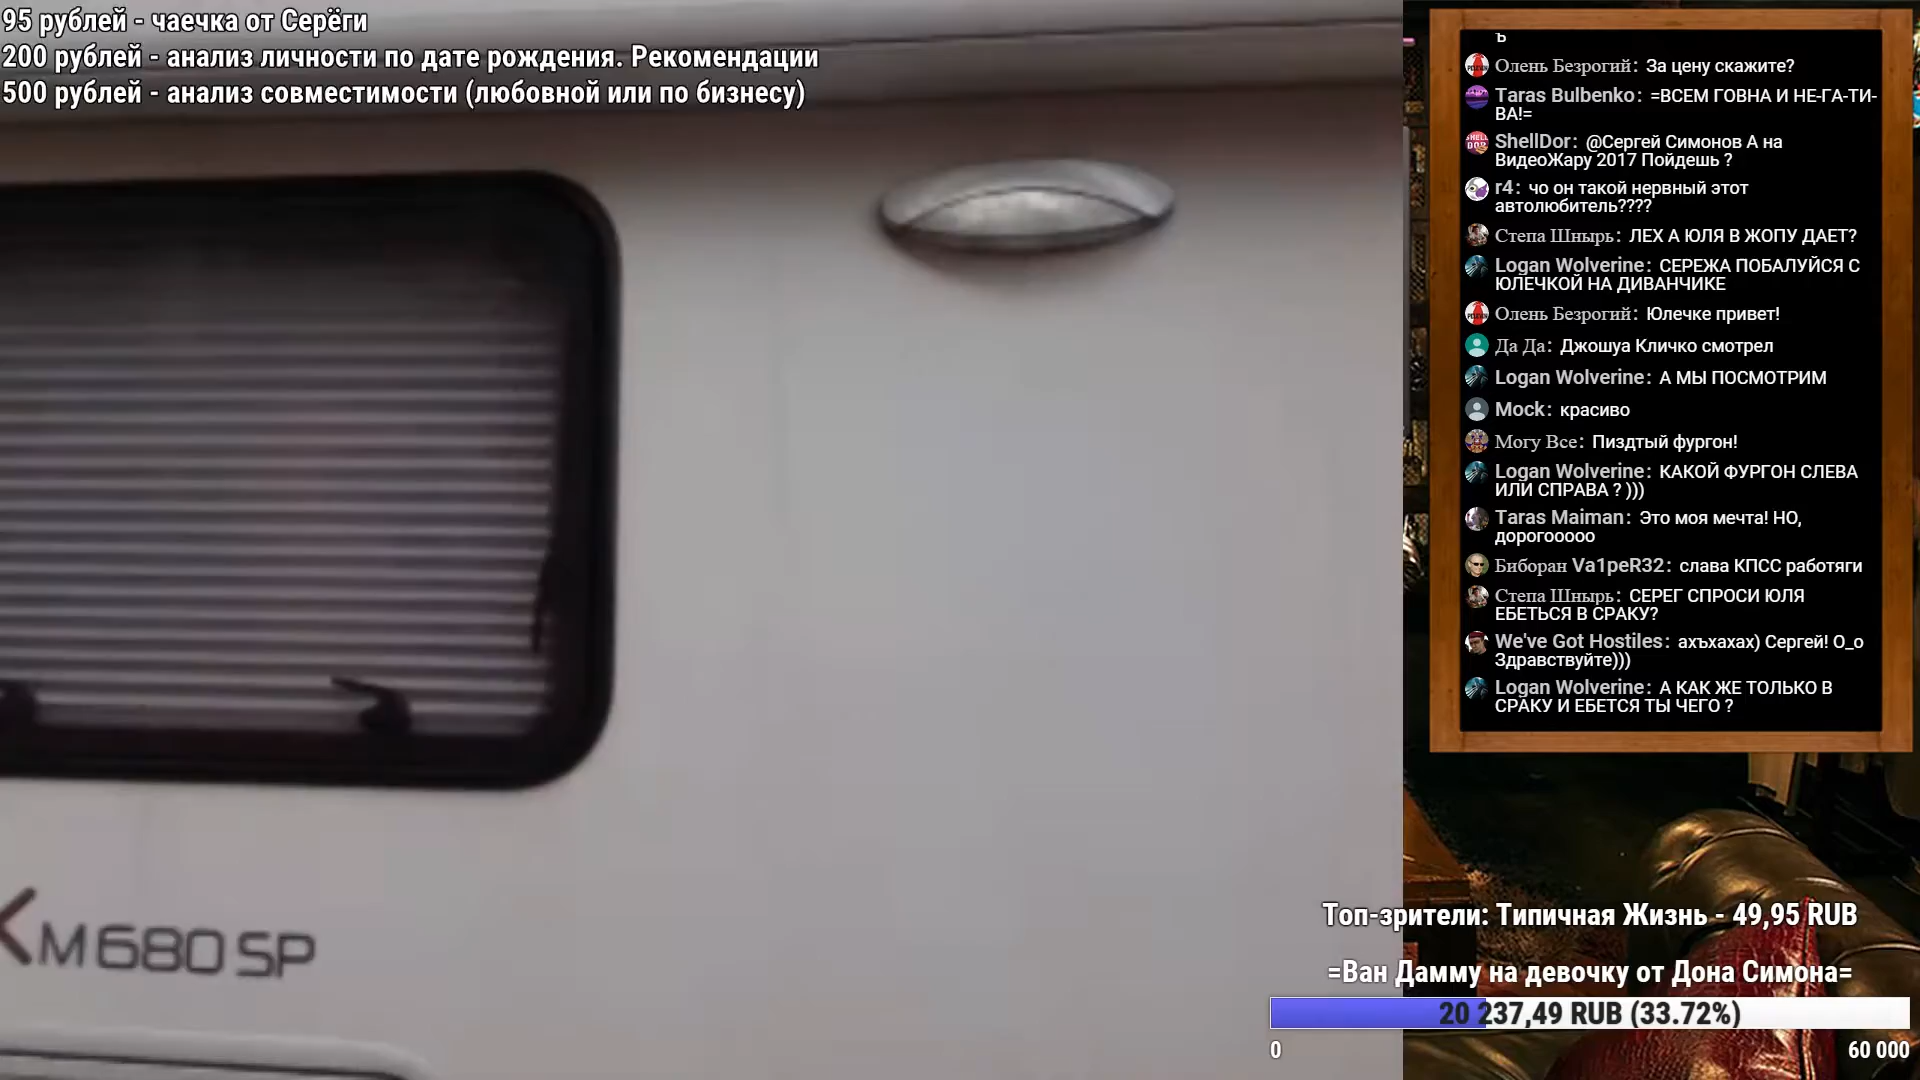 95 рублей - чаечка от Серёги
200 рублей - анализ личности по дате рождения. Рекомендации
500 рублей - анализ совместимости (любовной или по бизнесу)
KM680SP
Ъ
Олень Безрогий: За цену скажите?
Taras Bulbenko: =ВСЕМ ГОВНА И НЕ-ГА-ТИ-
ВА!=
ShellDor: @Сергей Симонов А на
ВидеоЖару 2017 Пойдешь ?
r4: чо он такой нервный этот
автолюбитель????
Степа Шнырь: ЛЕХ А ЮЛЯ В ЖОПУ ДАЕТ?
Logan Wolverine: СЕРЕЖА ПОБАЛУЙСЯ С
ЮЛЕЧКОЙ НА ДИВАНЧИКЕ
Олень Безрогий: Юлечке привет!
Да Да: Джошуа Кличко смотрел
Logan Wolverine: А МЫ ПОСМОТРИМ
Mock: красиво
Могу Все: Пиздтый фургон!
Logan Wolverine: КАКОЙ ФУРГОН СЛЕВА
ИЛИ СПРАВА ? )))
Taras Maiman: Это моя мечта! НО,
дорогооооо
Биборан Va1peR32: слава КПСС работяги
Степа Шнырь: СЕРЕГ СПРОСИ ЮЛЯ
ЕБЕТЬСЯ В СРАКУ?
We've Got Hostiles: ахъхахах) Сергей! О_о
Здравствуйте)))
Logan Wolverine: А КАК ЖЕ ТОЛЬКО В
СРАКУ И ЕБЕТСЯ ТЫ ЧЕГО ?
Топ-зрители: Типичная Жизнь - 49,95 RUB
=Ван Дамму на девочку от Дона Симона=
20 237,49 RUB (33.72%)
0
60 000